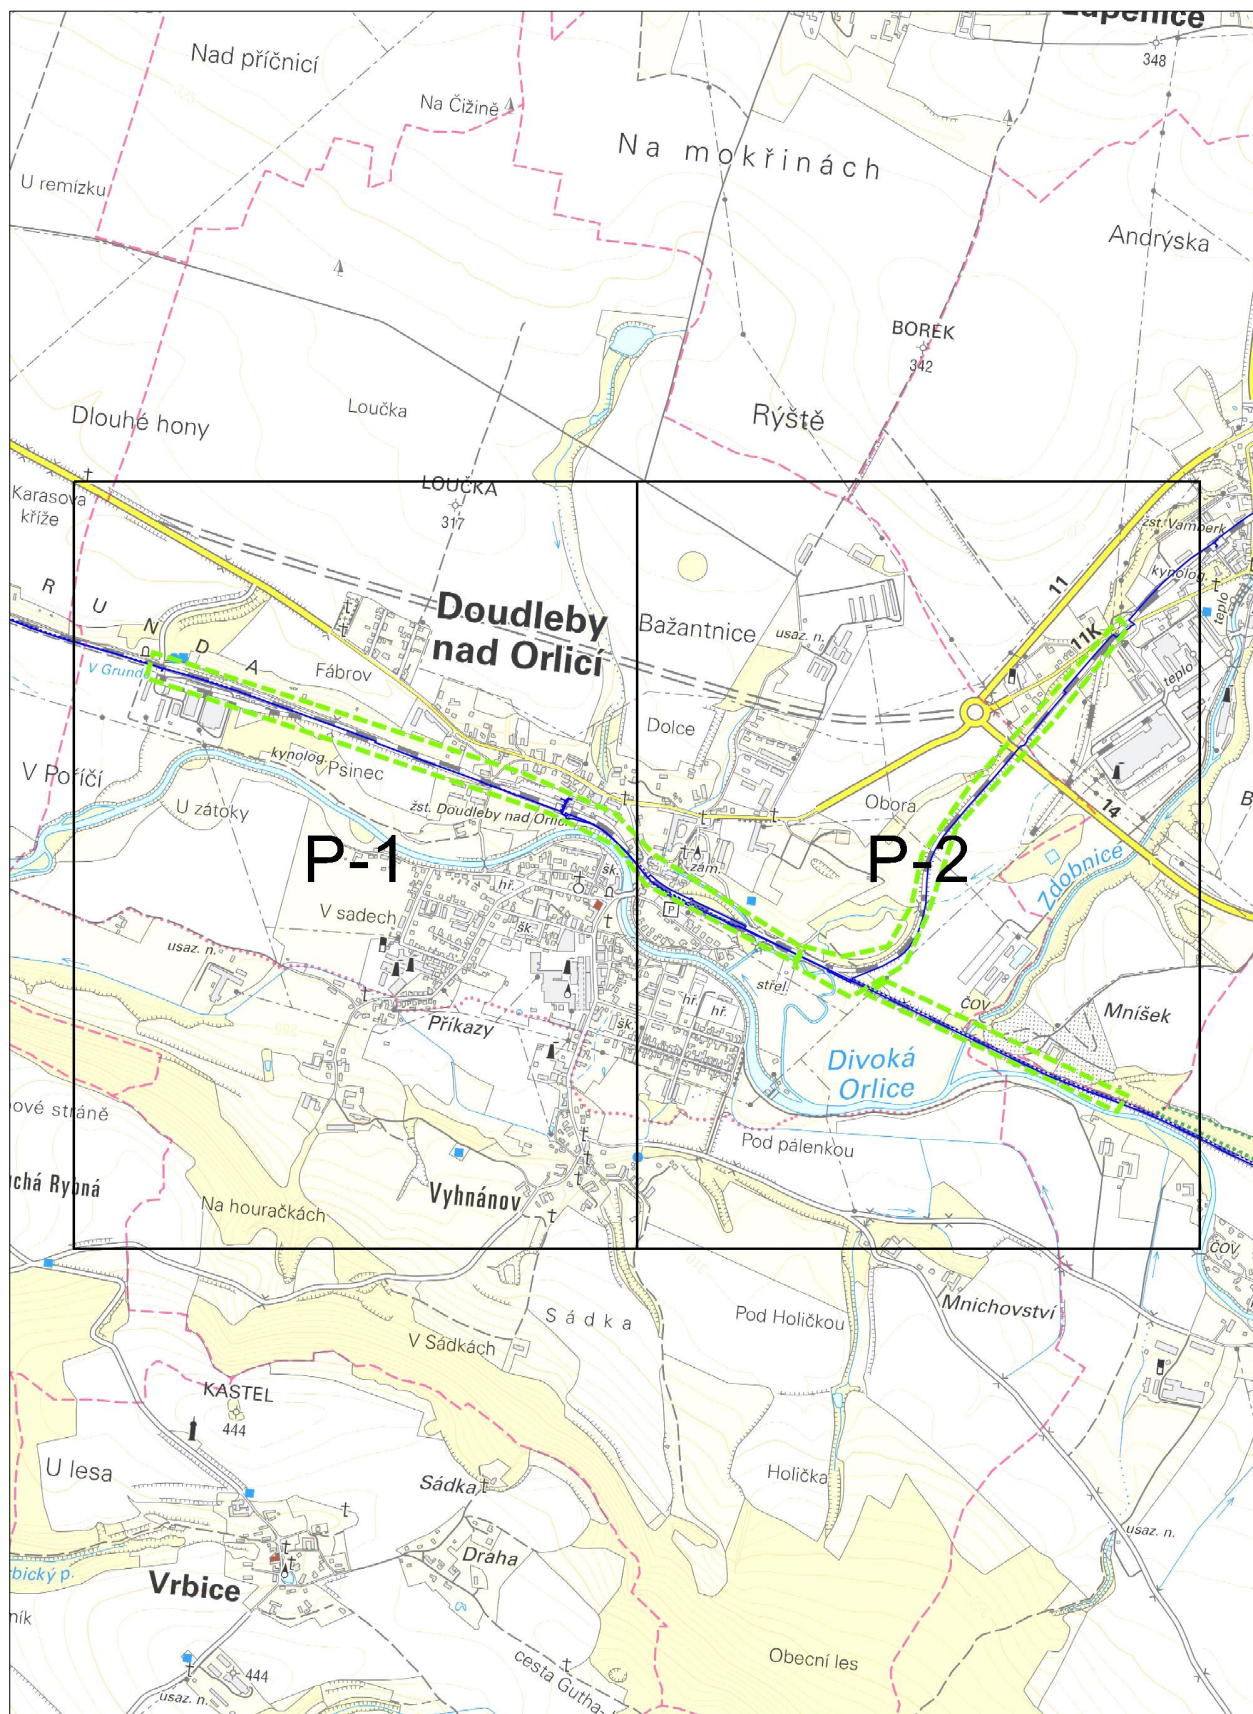 Lupenice
348
Nad příčnicí
Na Čižině
Na mokřinách
U remízku
Andrýska
BOREK
342
Loučka
Dlouhé hony
Rýště
Karasova
kříže
LOUČKA
317
žst. Vamberk
kynolog.
11
RUNDA
P
Doudleby
nad Orlicí
Bažantnice
usaz. n.
11K
teplo
teplo
V Grund
Fábrov
Dolce
V Poříčí
kynolog.
Psinec
U zátoky
žst. Doudleby nad Orlicí
Obora
14
B
P-1
P-2
zám.
Zdobnice
šk.
hř.
V sadech
šk.
P
usaz. n.
střel.
ČOV
Mníšek
hř.
hř.
Příkazy
šk.
Divoká
Orlice
ové stráně
Pod pálenkou
chá Rybná
Vyhnánov
Na houračkách
ČOV
Sádka
Pod Holičkou
Mnichovství
V Sádkách
KASTEL
444
U lesa
Holička
Sádka
usaz. n.
Draha
bický p.
Vrbice
ník
444
Obecní les
cesta Gutha-
usaz. n.